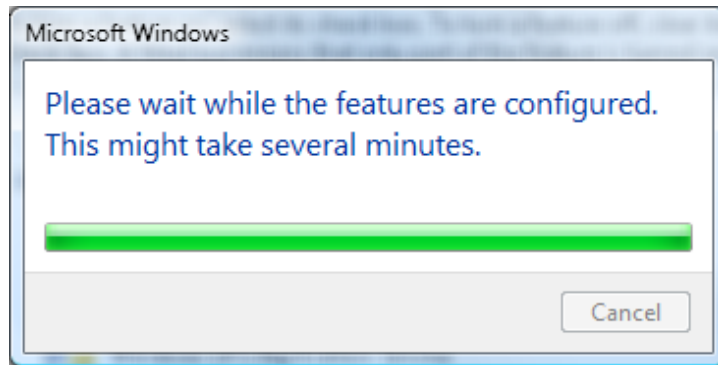 Microsoft Windows
Please wait while the features are configured.
This might take several minutes.
Cancel